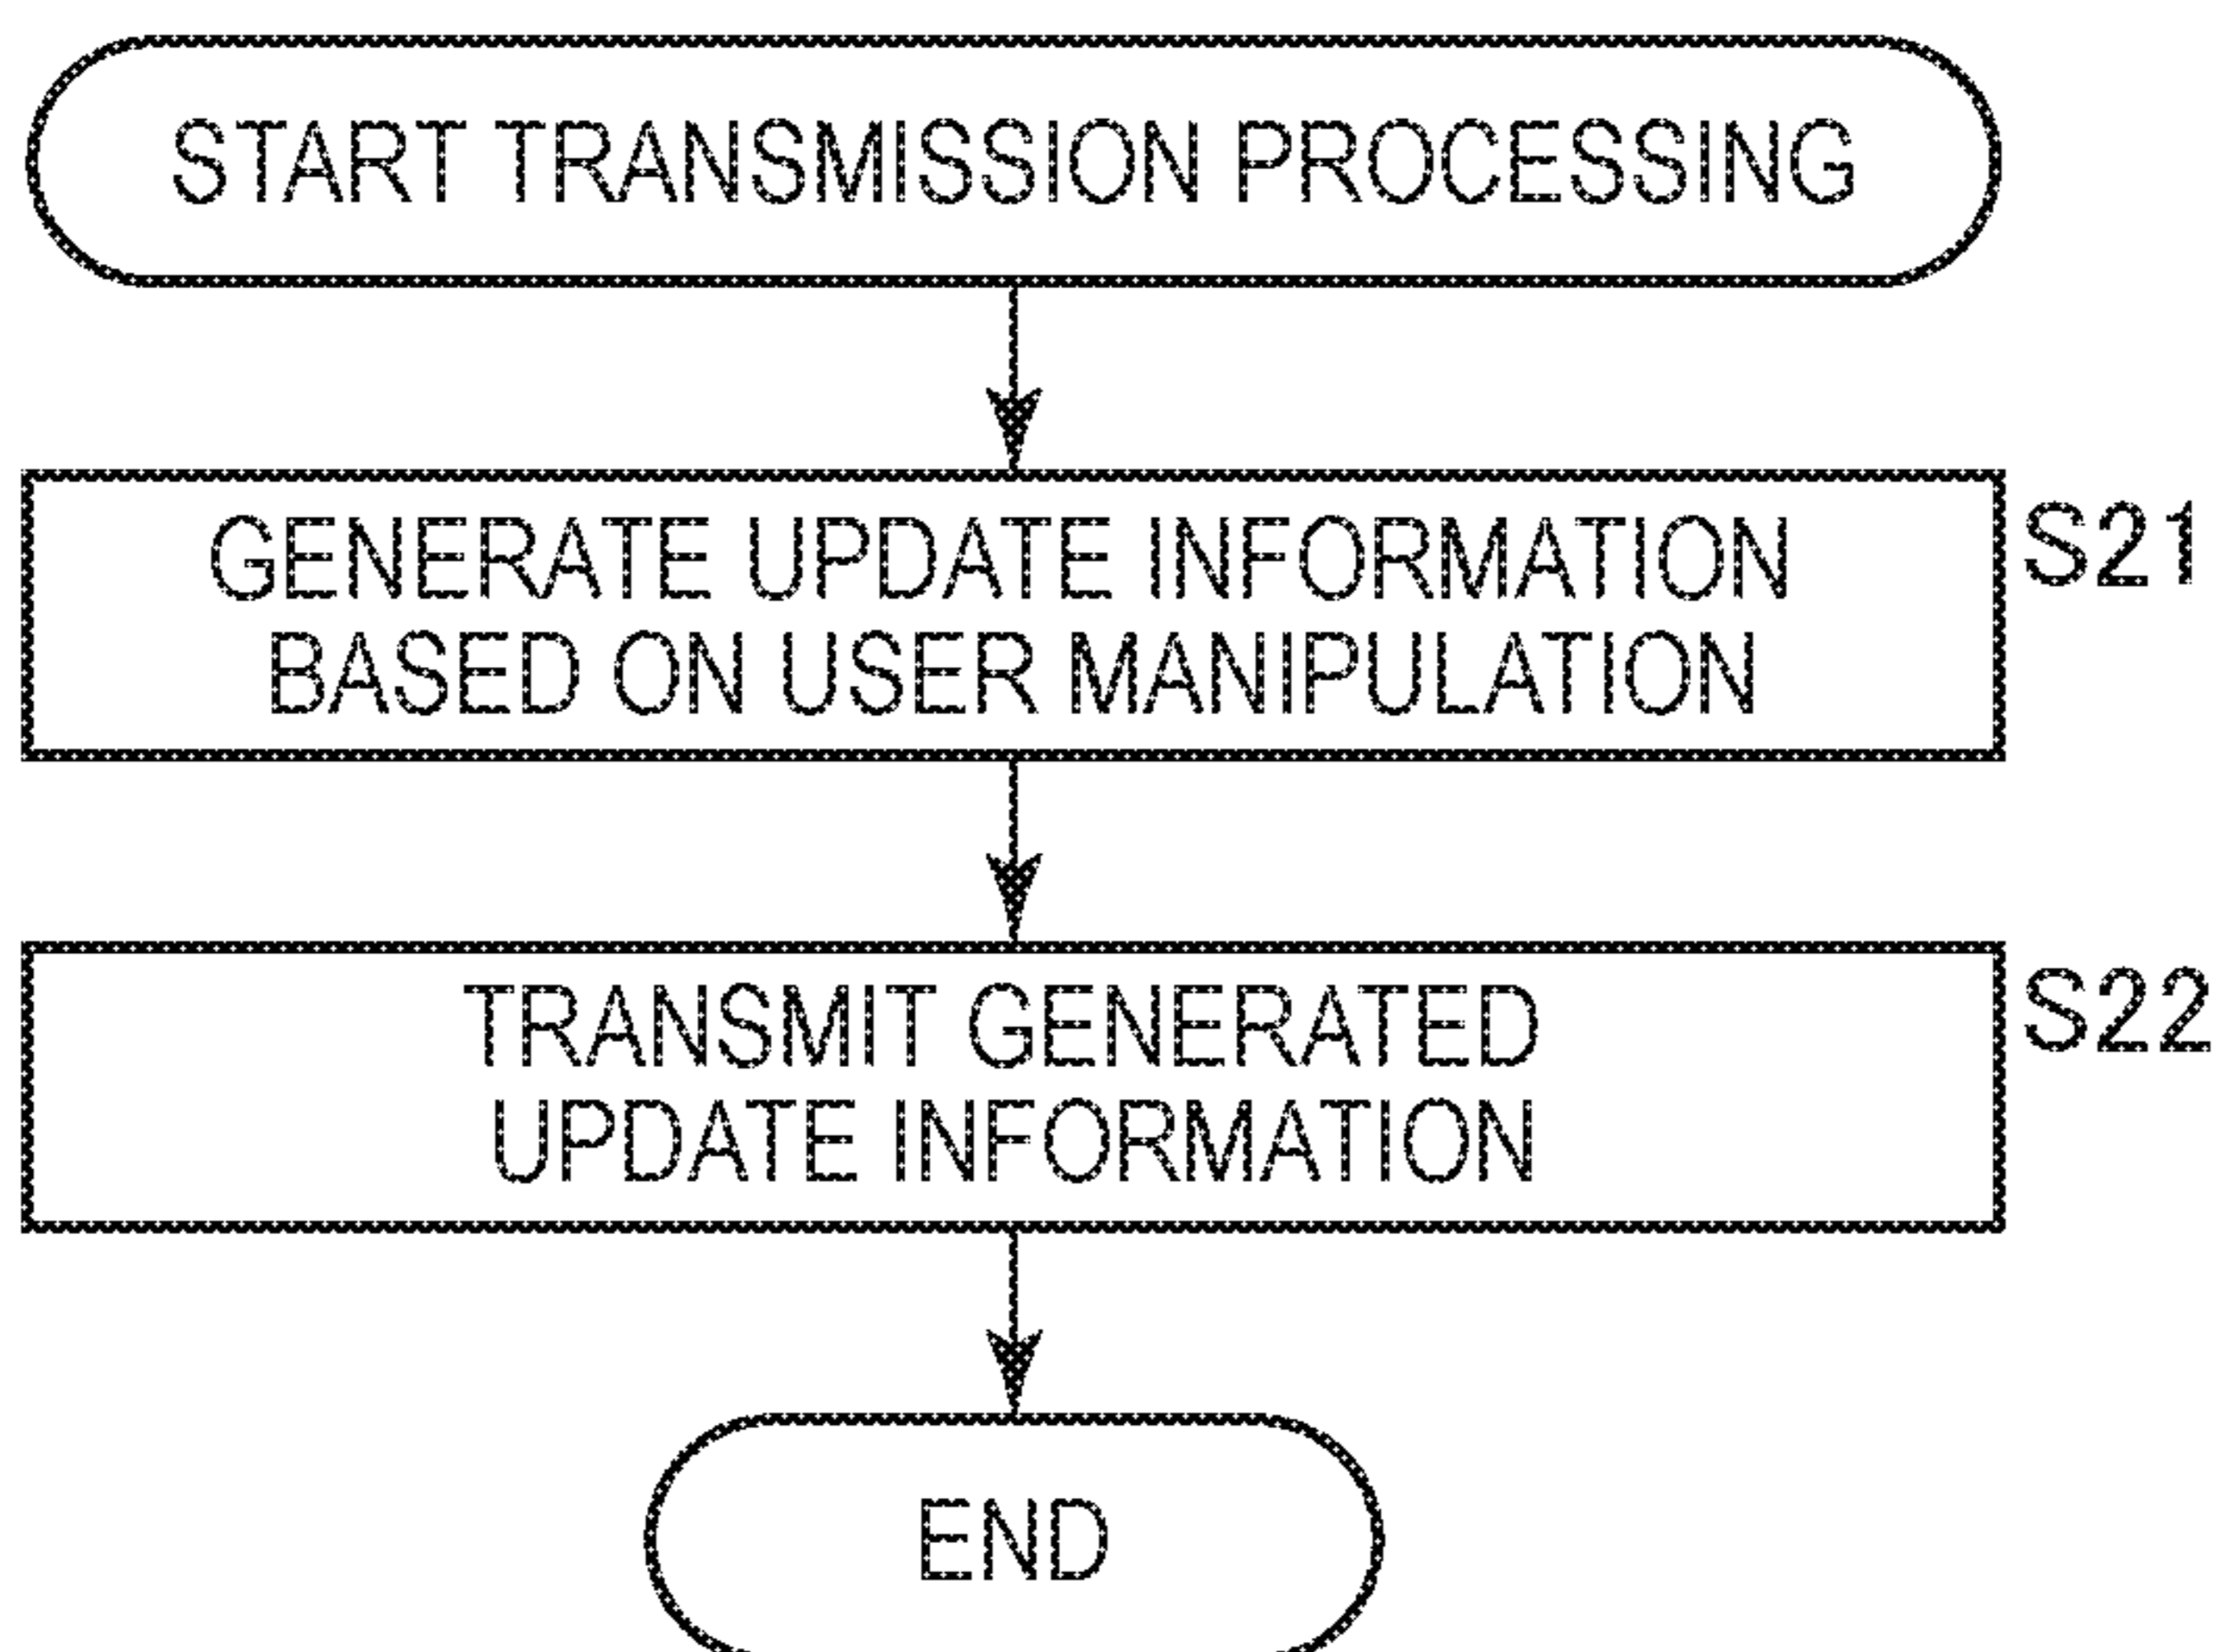 START TRANSMISSION PROCESSING
GENERATE UPDATE INFORMATION
BASED ON USER MANIPULATION
S21
TRANSMIT GENERATED
UPDATE INFORMATION
S22
END